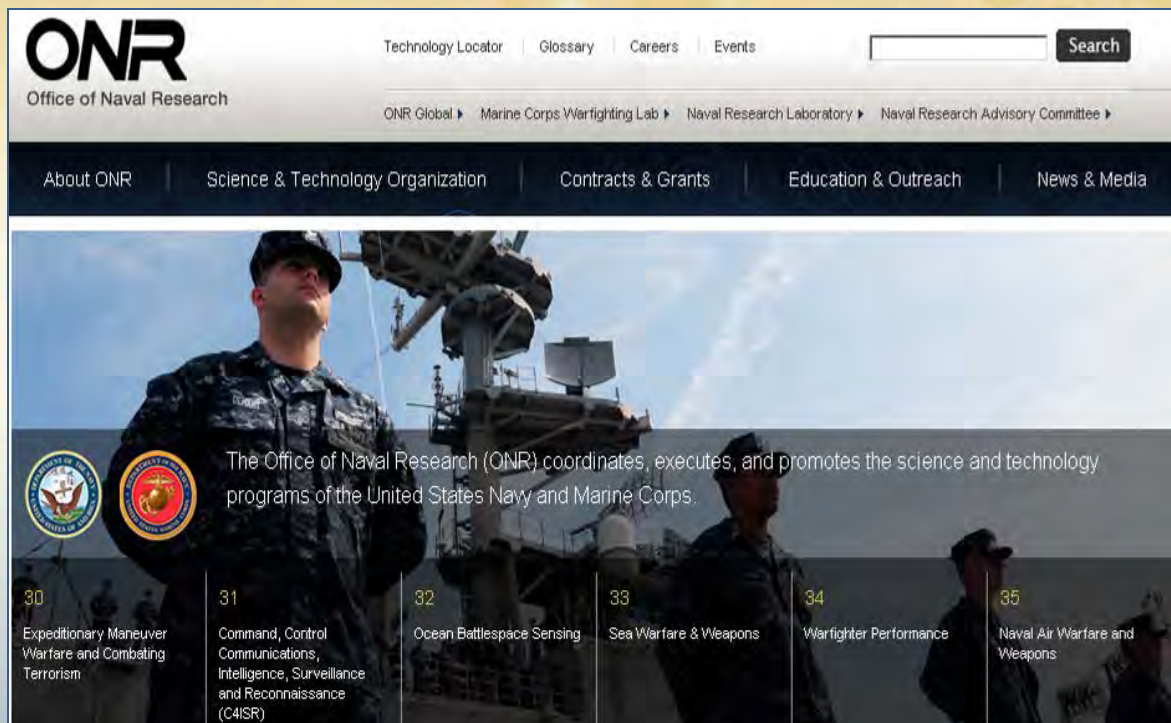 ONR
Office of Naval Research
Technology Locator
Glossary
Careers
Events
Search
ONR Global
Marine Corps Warfighting Lab
Naval Research Laboratory
Naval Research Advisory Committee
About ONR
Science & Technology Organization
Contracts & Grants
Education & Outreach
News & Media
The Office of Naval Research (ONR) coordinates, executes, and promotes the science and technology
programs of the United States Navy and Marine Corps.
30
Expeditionary Maneuver
Warfare and Combating
Terrorism
31
Command, Control
Communications,
Intelligence, Surveillance
and Reconnaissance
(C4ISR)
32
Ocean Battlespace Sensing
33
Sea Warfare & Weapons
34
Warfighter Performance
35
Naval Air Warfare and
Weapons